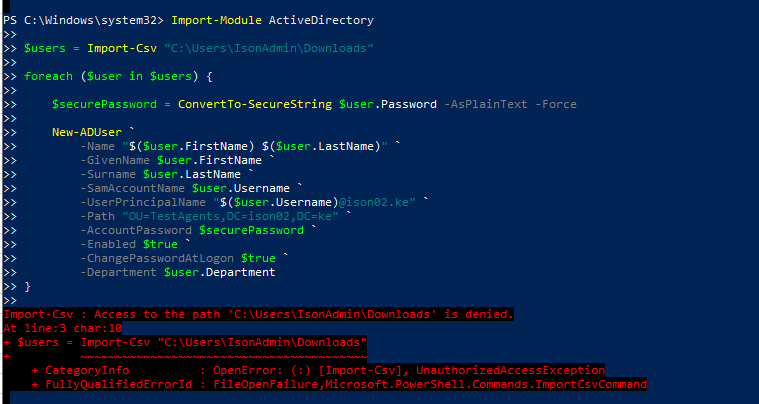 PS C:\Windows\system32> Import-Module ActiveDirectory
>>
>> $users = Import-Csv "C:\Users\IsonAdmin\Downloads"
>>
>> foreach ($user in $users) {
>>
>>     $securePassword = ConvertTo-SecureString $user.Password -AsPlainText -Force
>>
>>     New-ADUser `
>>         -Name "$($user.FirstName) $($user.LastName)" `
>>         -GivenName $user.FirstName `
>>         -Surname $user.LastName `
>>         -SamAccountName $user.Username `
>>         -UserPrincipalName "$($user.Username)@ison02.ke" `
>>         -Path "OU=TestAgents,DC=ison02,DC=ke" `
>>         -AccountPassword $securePassword `
>>         -Enabled $true `
>>         -ChangePasswordAtLogon $true `
>>         -Department $user.Department
>> }
>>
Import-Csv : Access to the path 'C:\Users\IsonAdmin\Downloads' is denied.
At line:3 char:10
+ $users = Import-Csv "C:\Users\IsonAdmin\Downloads"
+          ~~~~~~~~~~~~~~~~~~~~~~~~~~~~~~~~~~~~~~~~~
    + CategoryInfo          : OpenError: (:) [Import-Csv], UnauthorizedAccessException
    + FullyQualifiedErrorId : FileOpenFailure,Microsoft.PowerShell.Commands.ImportCsvCommand